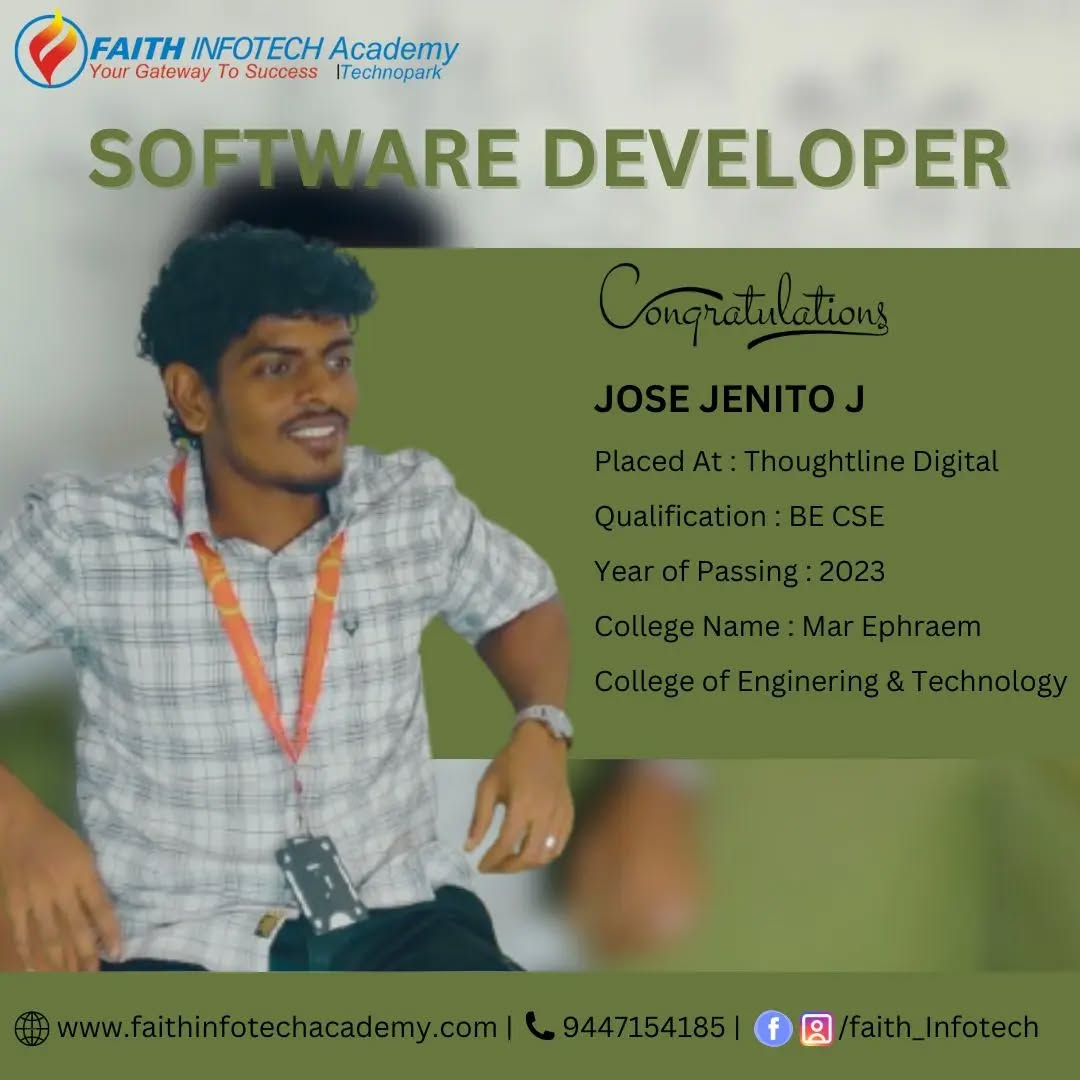 FAITH INFOTECH Academy
Your Gateway To Success |Technopark
SOFTWARE DEVELOPER
Congratulations
JOSE JENITO J
Placed At : Thoughtline Digital
Qualification : BE CSE
Year of Passing : 2023
College Name : Mar Ephraem
College of Enginering & Technology
www.faithinfotechacademy.com | 9447154185 | /faith_Infotech